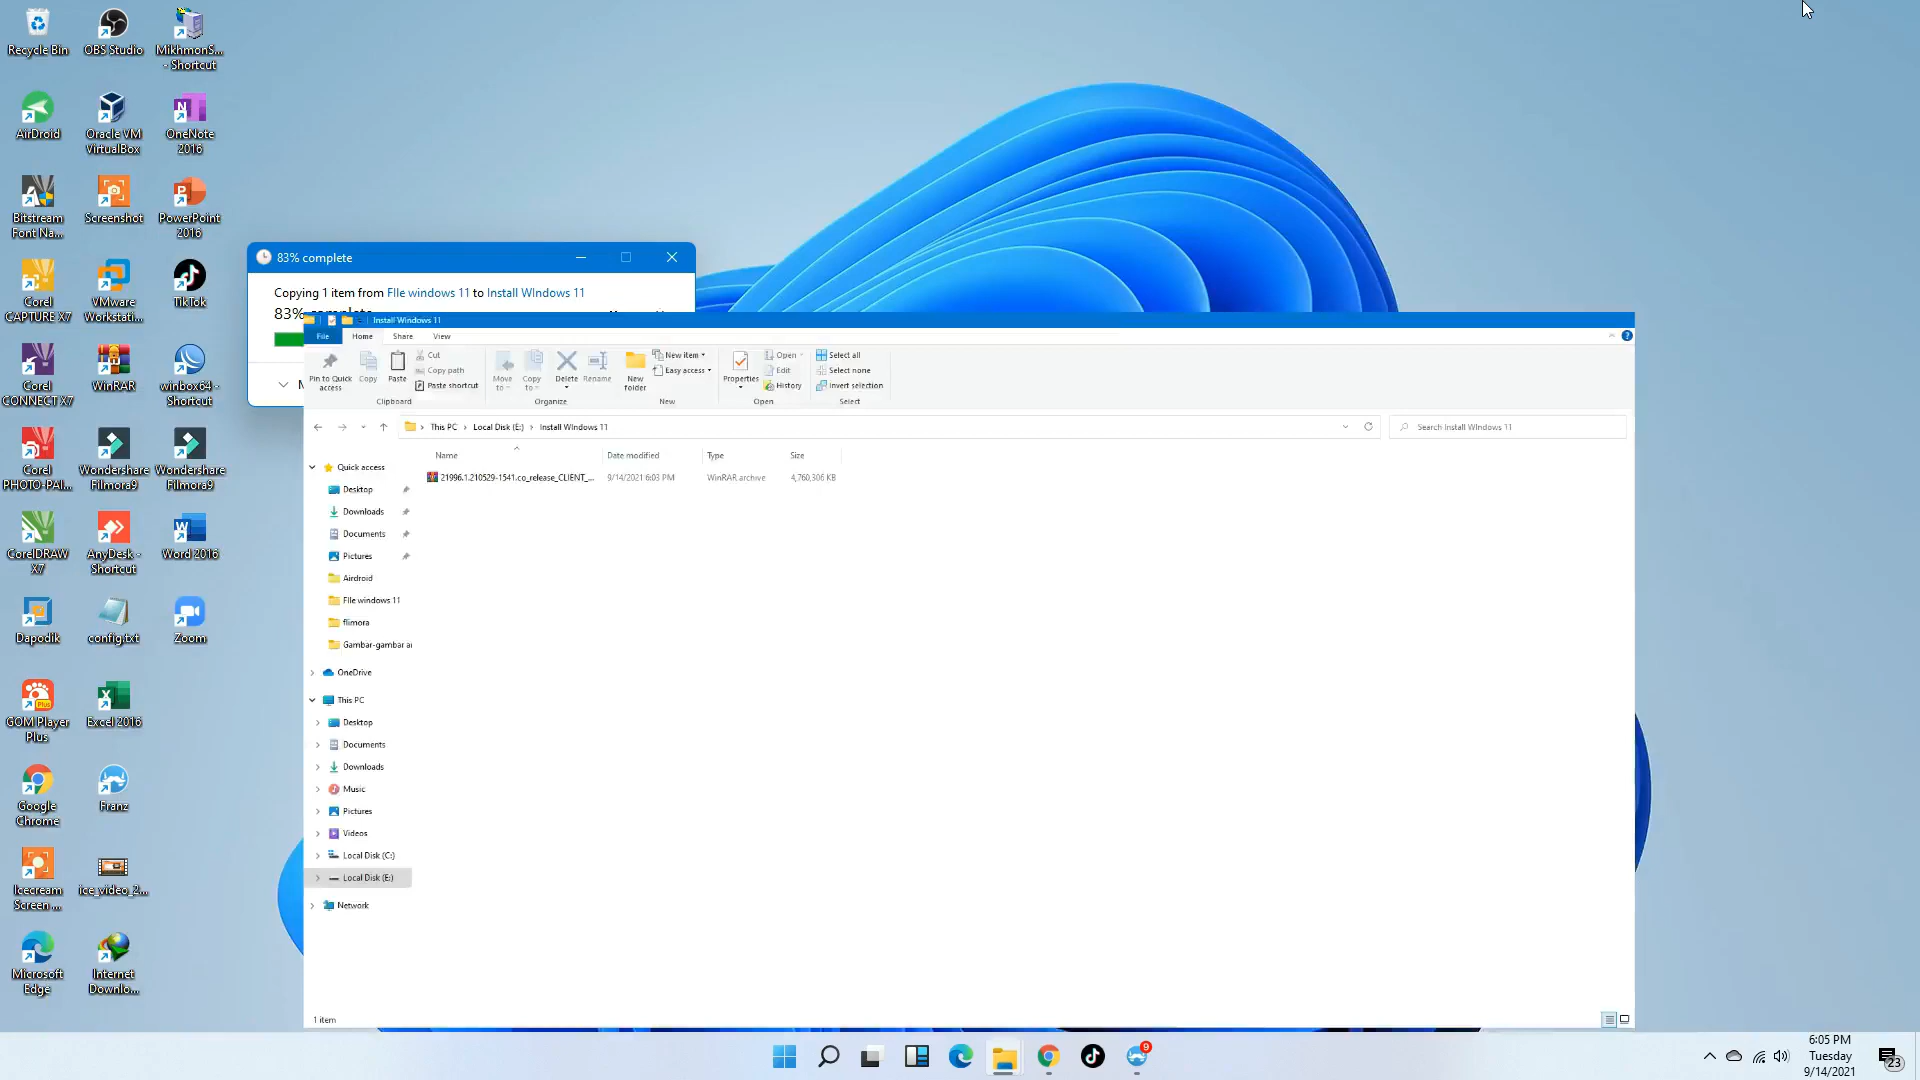 Recycle Bin
OBS Studio
MikhmonS...
- Shortcut
AirDroid
Oracle VM
VirtualBox
OneNote
2016
Bitstream
Font Na...
Screenshot
PowerPoint
2016
Corel
CAPTURE X7
VMware
Workstati...
TikTok
Corel
CONNECT X7
WinRAR
winbox64 -
Shortcut
Corel
PHOTO-PAI...
Wondershare
Filmora9
Wondershare
Filmora9
CorelDRAW
X7
AnyDesk -
Shortcut
Word 2016
Dapodik
config.txt
Zoom
GOM Player
Plus
Excel 2016
Google
Chrome
Franz
Icecream
Screen ...
ice_video_2...
Microsoft
Edge
Internet
Downlo...
83% complete
Copying 1 item from FIle windows 11 to Install WIndows 11
83% complete
Install Windows 11
File
Home
Share
View
Pin to Quick
access
Copy
Paste
Cut
Copy path
Paste shortcut
Clipboard
Move
to
Copy
to
Delete
Rename
Organize
New
folder
New item
Easy access
New
Properties
Open
Edit
History
Open
Select all
Select none
Invert selection
Select
This PC
Local Disk (E:)
Install WIndows 11
Search Install WIndows 11
Name
Date modified
Type
Size
21996.1.210529-1541.co_release_CLIENT_...
9/14/2021 6:03 PM
WinRAR archive
4,760,306 KB
Quick access
Desktop
Downloads
Documents
Pictures
Airdroid
FIle windows 11
flimora
Gambar-gambar ar
OneDrive
This PC
Desktop
Documents
Downloads
Music
Pictures
Videos
Local Disk (C:)
Local Disk (E:)
Network
1 item
9
6:05 PM
Tuesday
9/14/2021
23